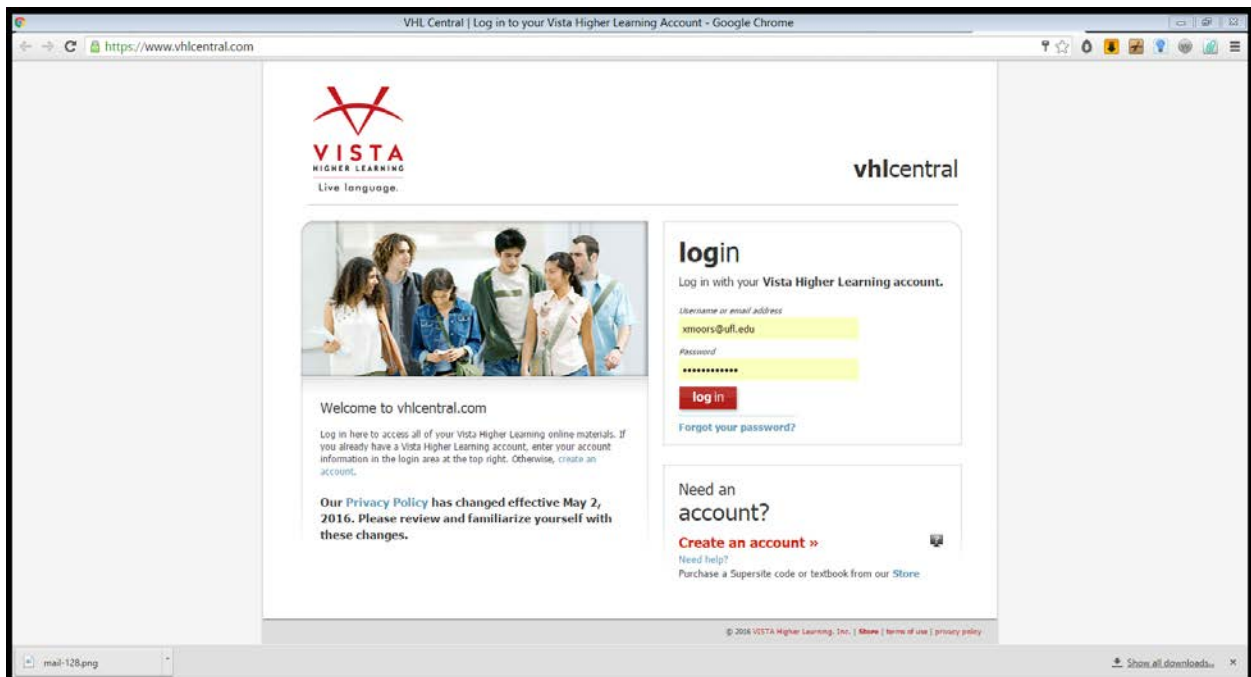 VHL Central | Log in to your Vista Higher Learning Account - Google Chrome
https://www.vhlcentral.com
VISTA
HIGHER LEARNING
Live language.
vhlcentral
login
Log in with your Vista Higher Learning account.
Username or email address
xmoors@ufl.edu
Password
••••••••••••
log in
Forgot your password?
Welcome to vhlcentral.com
Log in here to access all of your Vista Higher Learning online materials. If
you already have a Vista Higher Learning account, enter your account
information in the login area at the top right. Otherwise, create an
account.
Our Privacy Policy has changed effective May 2,
2016. Please review and familiarize yourself with
these changes.
Need an
account?
Create an account »
Need help?
Purchase a Supersite code or textbook from our Store
© 2016 VISTA Higher Learning, Inc. | Store | terms of use | privacy policy
mail-128.png
Show all downloads...